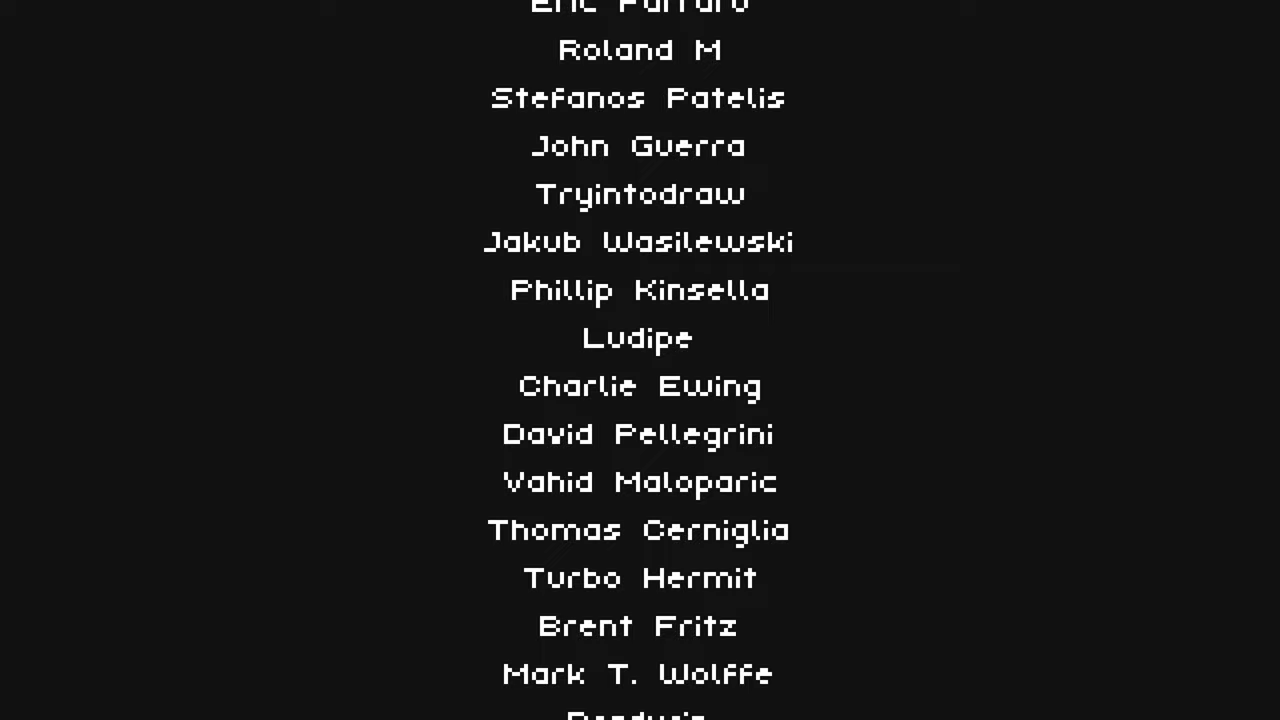 Eric
Roland M
Stefanos Patelis
John Guerra
Tryintodraw
Jakub Wasilewski
Phillip Kinsella
Ludipe
Charlie Ewing
David Pellegrini
Vahid Maloparic
Thomas Cerniglia
Turbo Hermit
Brent Fritz
Mark T. Wolffe